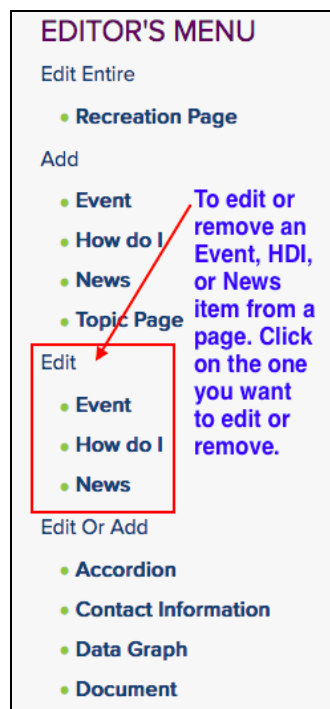 EDITOR'S MENU
Edit Entire
Recreation Page
Add
Event
How do I
News
Topic Page
To edit or
remove an
Event, HDI,
or News
item from a
page. Click
on the one
you want
to edit or
remove.
Edit
Event
How do I
News
Edit Or Add
Accordion
Contact Information
Data Graph
Document